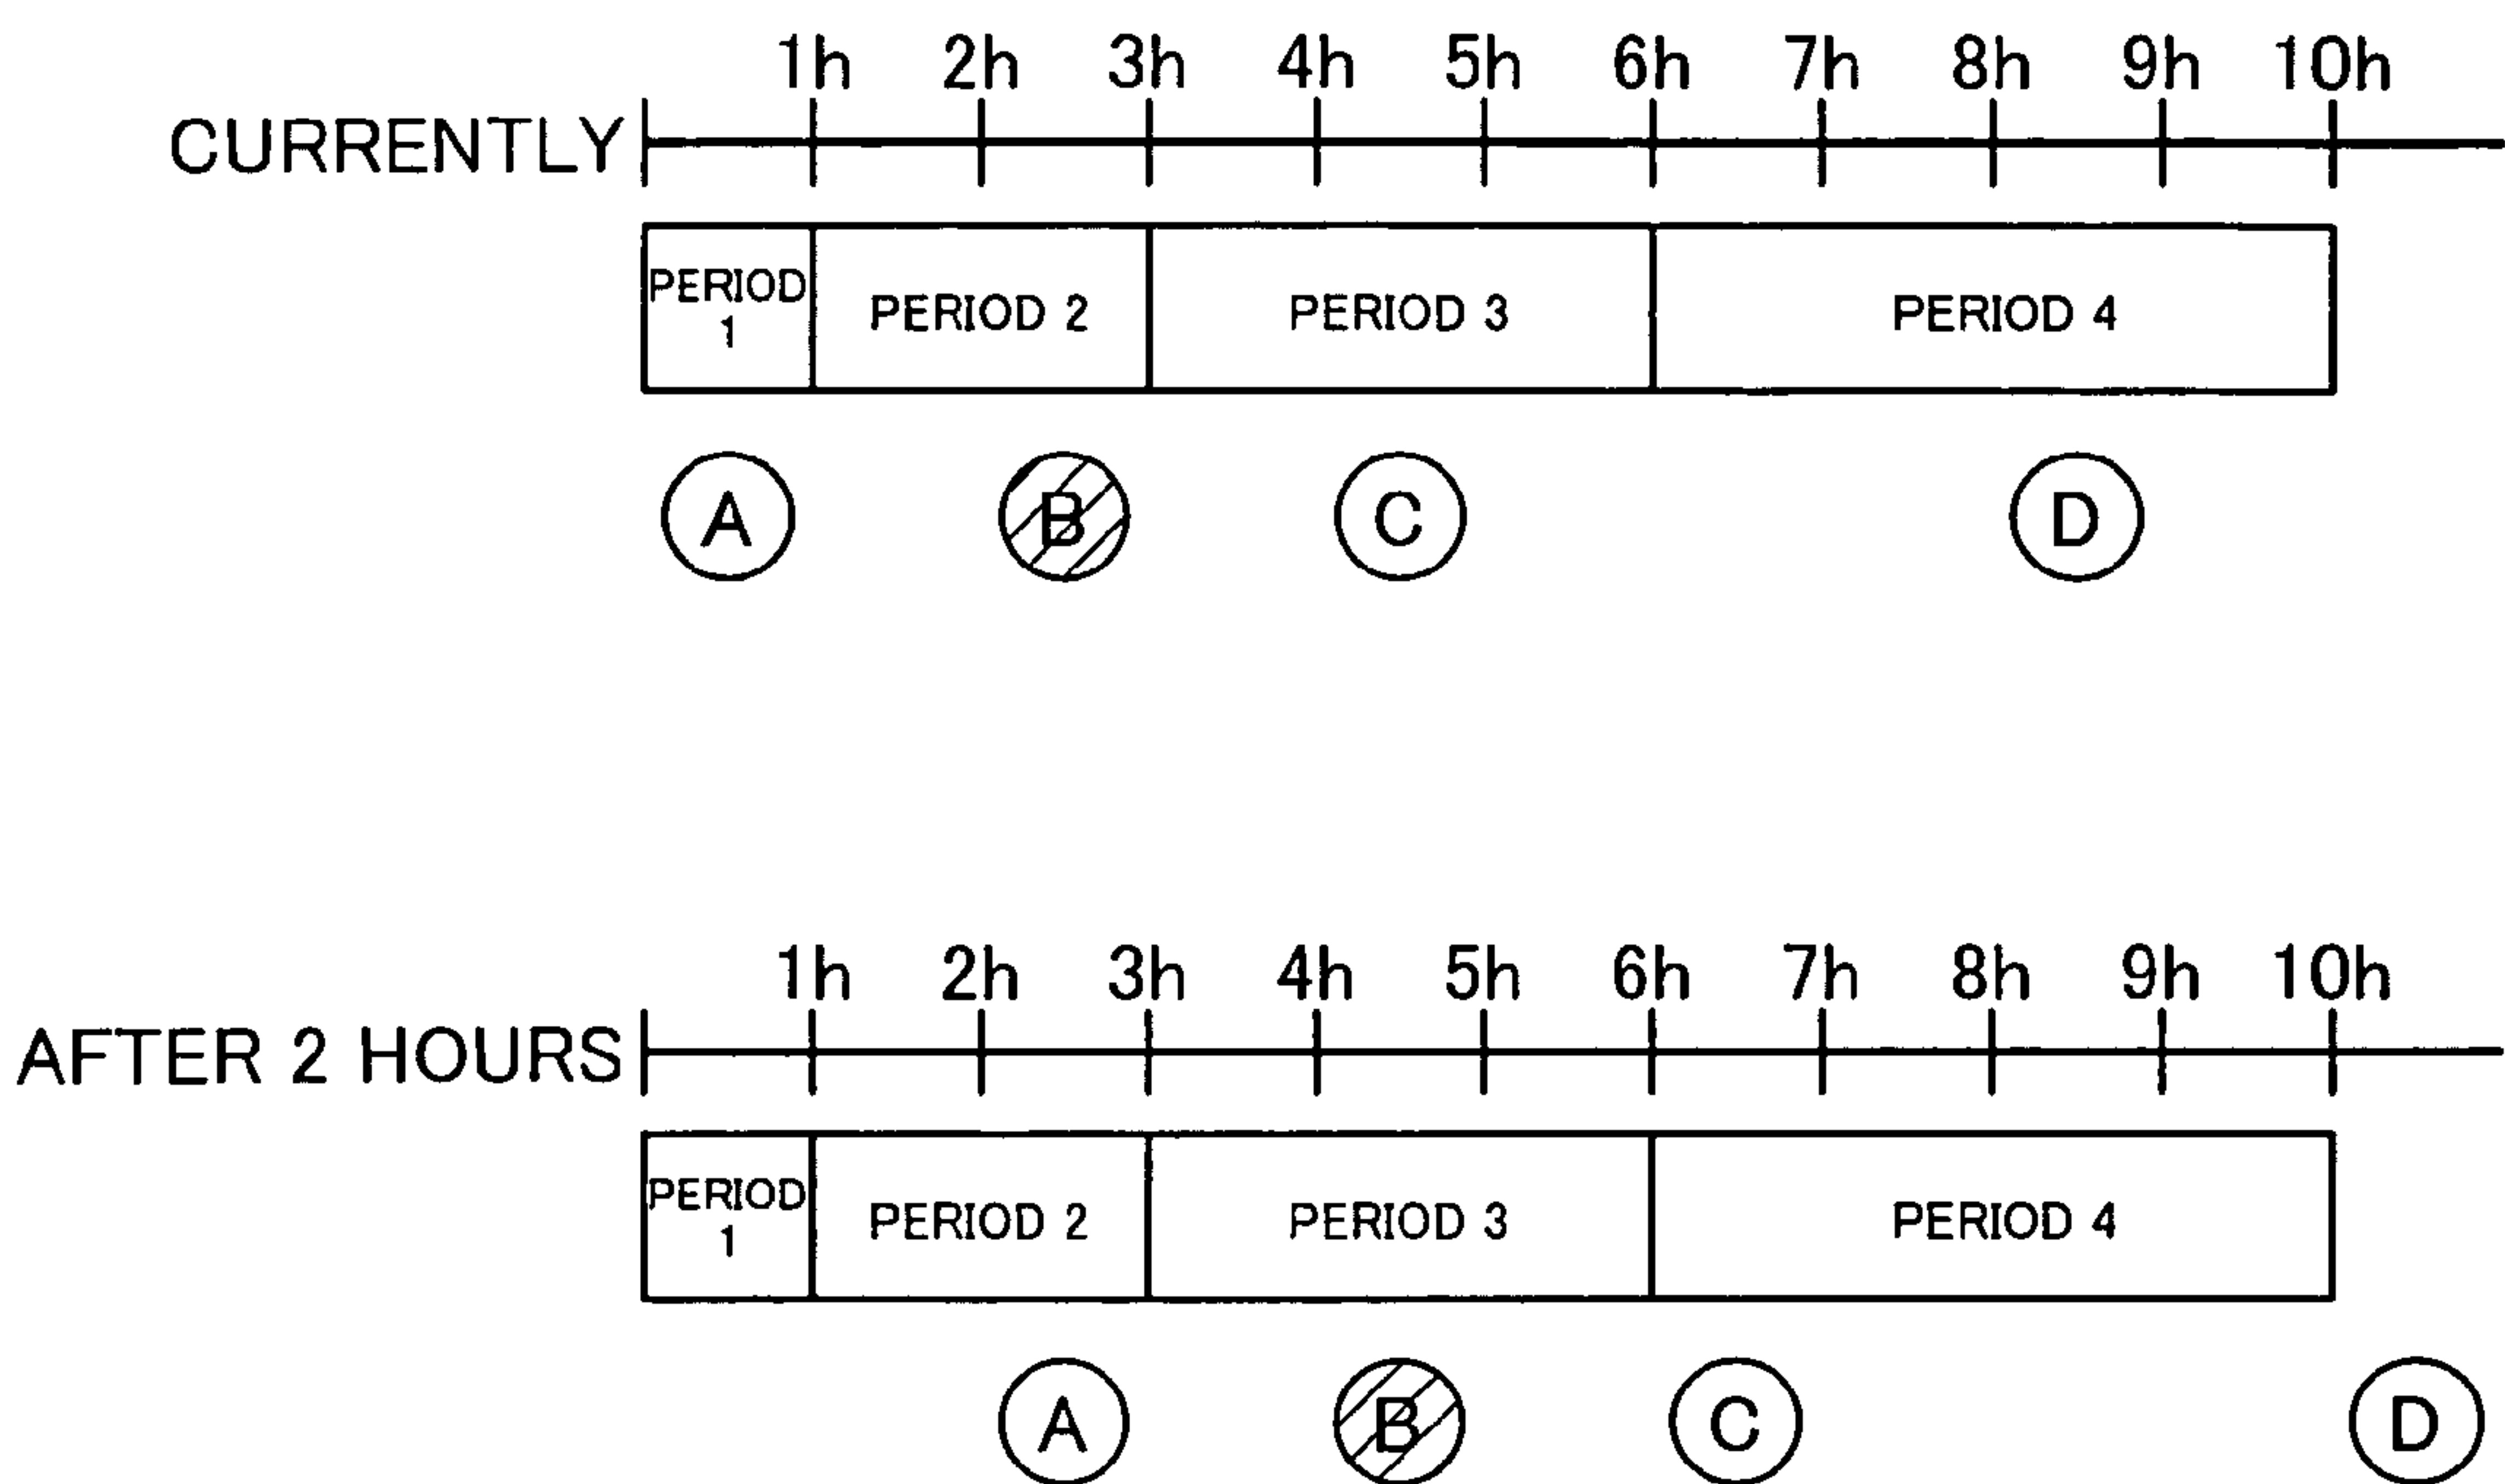 1h 2h 3h 4h 5h 6h 7h 8h 9h 10h
CURRENTLY
PERIOD 1 PERIOD 2 PERIOD 3 PERIOD 4
A B C D
1h 2h 3h 4h 5h 6h 7h 8h 9h 10h
AFTER 2 HOURS
PERIOD 1 PERIOD 2 PERIOD 3 PERIOD 4
A B C D